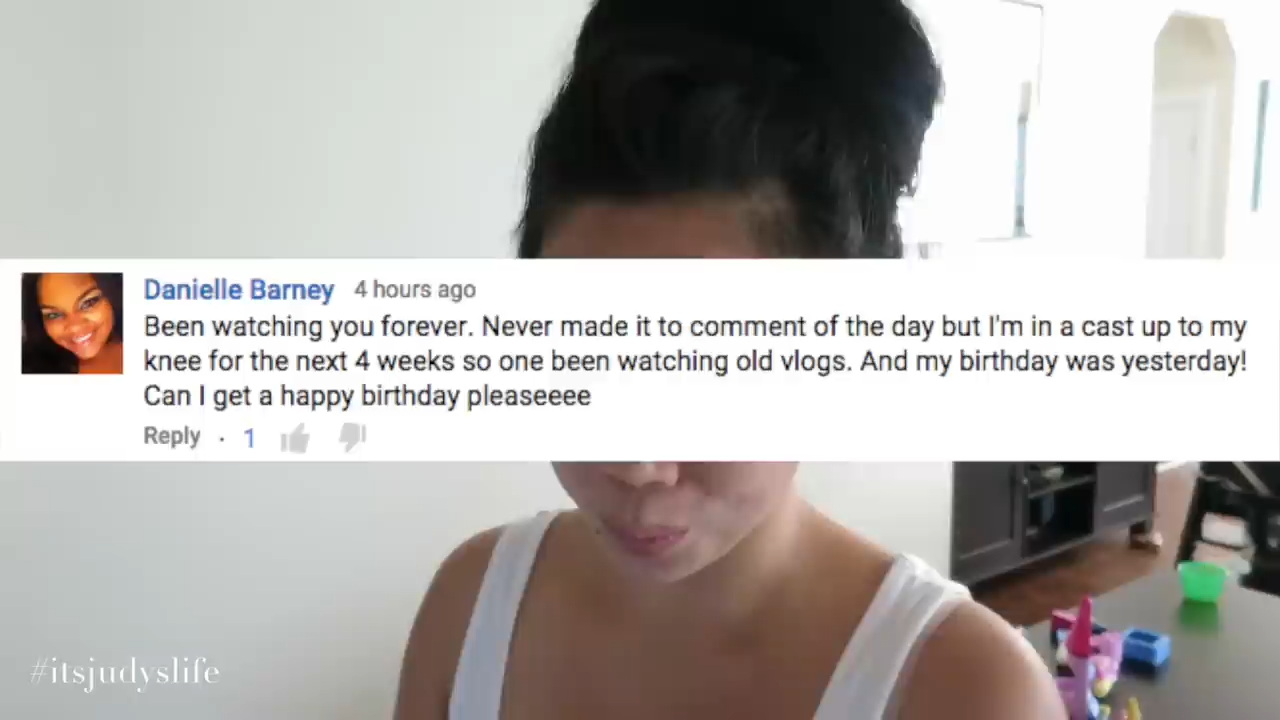 Danielle Barney 4 hours ago
Been watching you forever. Never made it to comment of the day but I'm in a cast up to my
knee for the next 4 weeks so one been watching old vlogs. And my birthday was yesterday!
Can I get a happy birthday pleaseeee
Reply · 1
#itsjudyslife